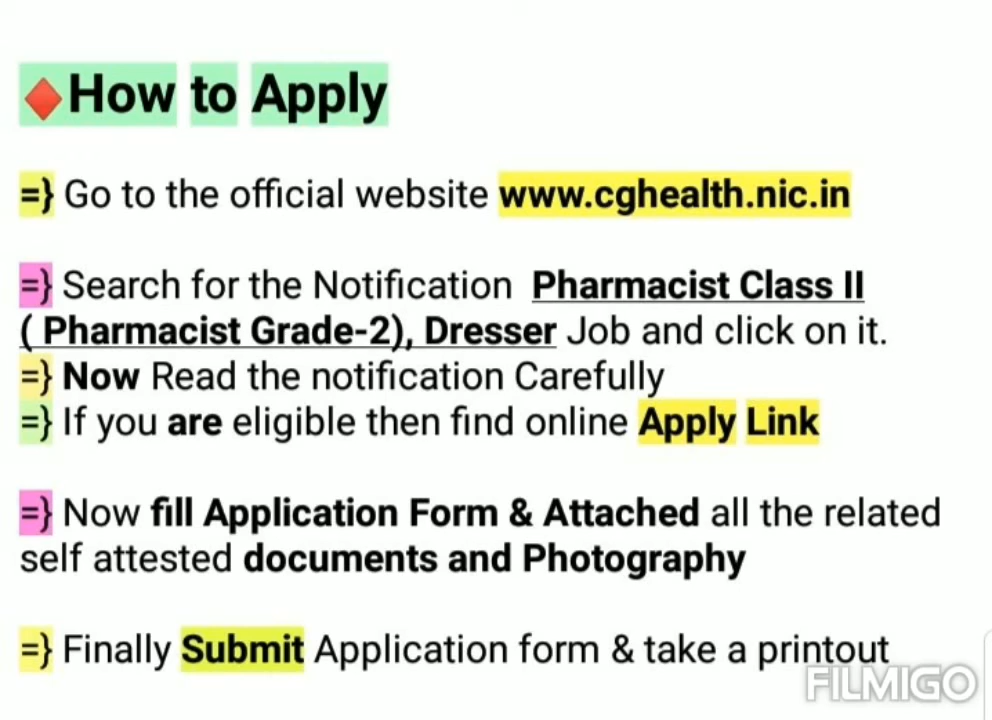 ♦How to Apply
=} Go to the official website www.cghealth.nic.in
=} Search for the Notification Pharmacist Class II
( Pharmacist Grade-2), Dresser Job and click on it.
=} Now Read the notification Carefully
=} If you are eligible then find online Apply Link
=} Now fill Application Form & Attached all the related
self attested documents and Photography
=} Finally Submit Application form & take a printout
FILMIGO